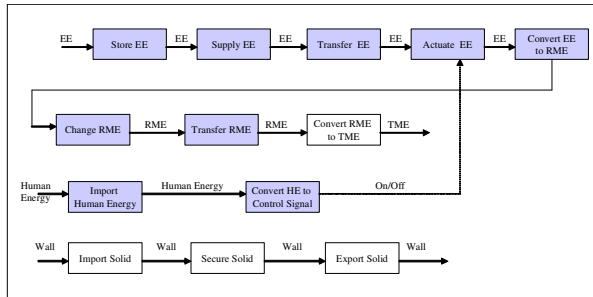 EE Store EE EE Supply EE EE Transfer EE EE Actuate EE EE Convert EE
to RME
Change RME RME Transfer RME RME Convert RME
to TME TME
Human
Energy Import
Human Energy Human Energy Convert HE to
Control Signal On/Off
Wall Import Solid Wall Secure Solid Wall Export Solid Wall